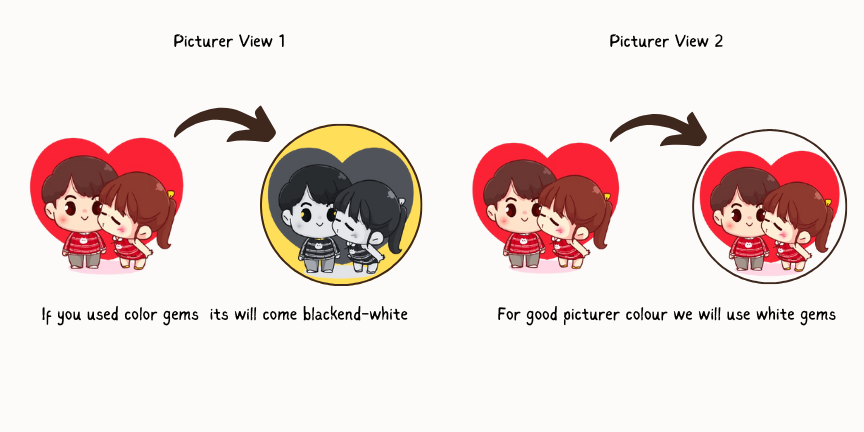 Picturer View 1
Picturer View 2
If you used color gems its will come blackend-white
For good picturer colour we will use white gems